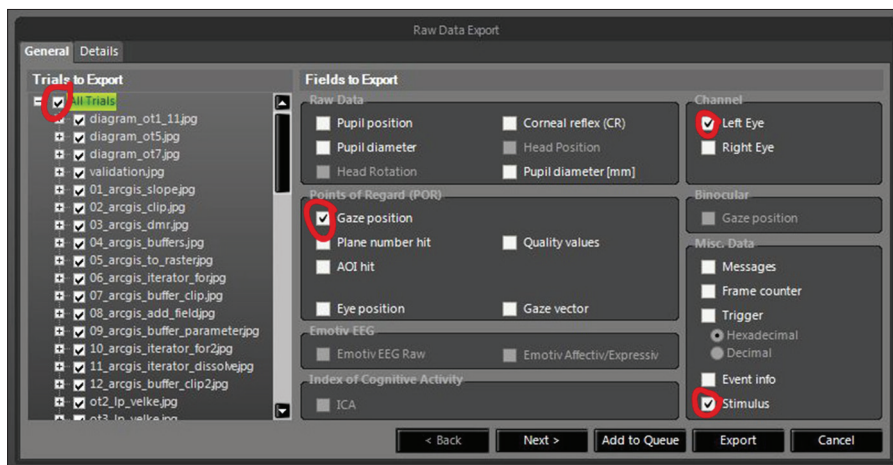 Raw Data Export
General Details
Trials to Export
All Trials
diagram_ot1_11.jpg
diagram_ot5.jpg
diagram_ot7.jpg
validation.jpg
01_arcgis_slope.jpg
02_arcgis_clip.jpg
03_arcgis_dmr.jpg
04_arcgis_buffers.jpg
05_arcgis_to_raster.jpg
06_arcgis_iterator_for.jpg
07_arcgis_buffer_clip.jpg
08_arcgis_add_field.jpg
09_arcgis_buffer_parameter.jpg
10_arcgis_iterator_for2.jpg
11_arcgis_iterator_dissolve.jpg
12_arcgis_buffer_clip2.jpg
ot2_lp_velke.jpg
ot3_lp_velke.jpg
Fields to Export
Raw Data
Pupil position Corneal reflex (CR)
Pupil diameter Head Position
Head Rotation Pupil diameter [mm]
Points of Regard (POR)
Gaze position
Plane number hit Quality values
AOI hit
Eye position Gaze vector
Emotiv EEG
Emotiv EEG Raw Emotiv Affectiv/Expressiv
Index of Cognitive Activity
ICA
Channel
Left Eye
Right Eye
Binocular
Gaze position
Misc. Data
Messages
Frame counter
Trigger
Hexadecimal
Decimal
Event info
Stimulus
< Back Next > Add to Queue Export Cancel